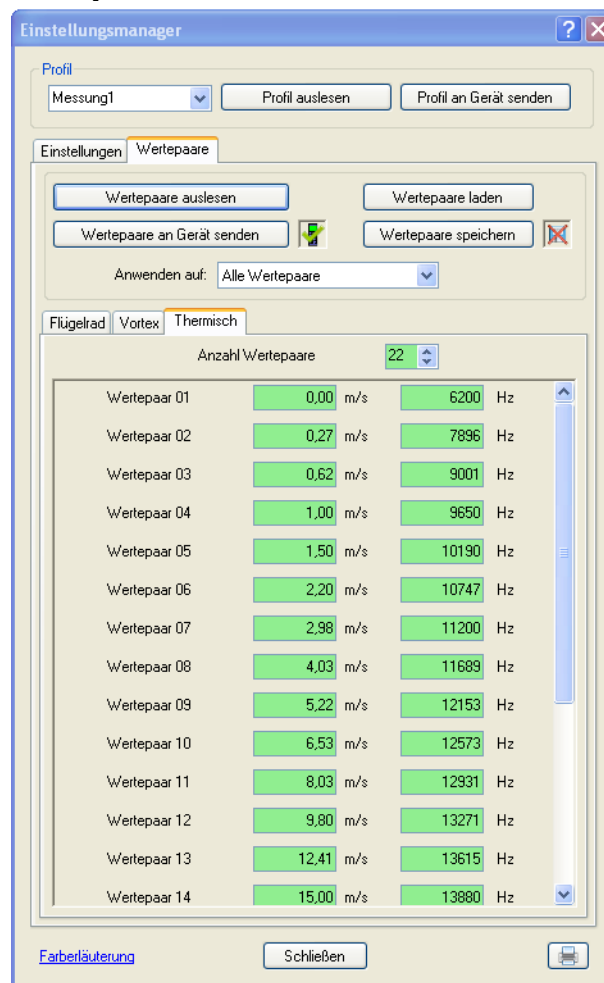 Einstellungsmanager
Profil
Messung1 Profil auslesen Profil an Gerät senden
Einstellungen Wertepaare
Wertepaare auslesen Wertepaare laden
Wertepaare an Gerät senden Wertepaare speichern
Anwenden auf: Alle Wertepaare
Flügelrad Vortex Thermisch
Anzahl Wertepaare 22
Wertepaar 01 0,00 m/s 6200 Hz
Wertepaar 02 0,27 m/s 7896 Hz
Wertepaar 03 0,62 m/s 9001 Hz
Wertepaar 04 1,00 m/s 9650 Hz
Wertepaar 05 1,50 m/s 10190 Hz
Wertepaar 06 2,20 m/s 10747 Hz
Wertepaar 07 2,98 m/s 11200 Hz
Wertepaar 08 4,03 m/s 11689 Hz
Wertepaar 09 5,22 m/s 12153 Hz
Wertepaar 10 6,53 m/s 12573 Hz
Wertepaar 11 8,03 m/s 12931 Hz
Wertepaar 12 9,80 m/s 13271 Hz
Wertepaar 13 12,41 m/s 13615 Hz
Wertepaar 14 15,00 m/s 13880 Hz
Farberläuterung Schließen